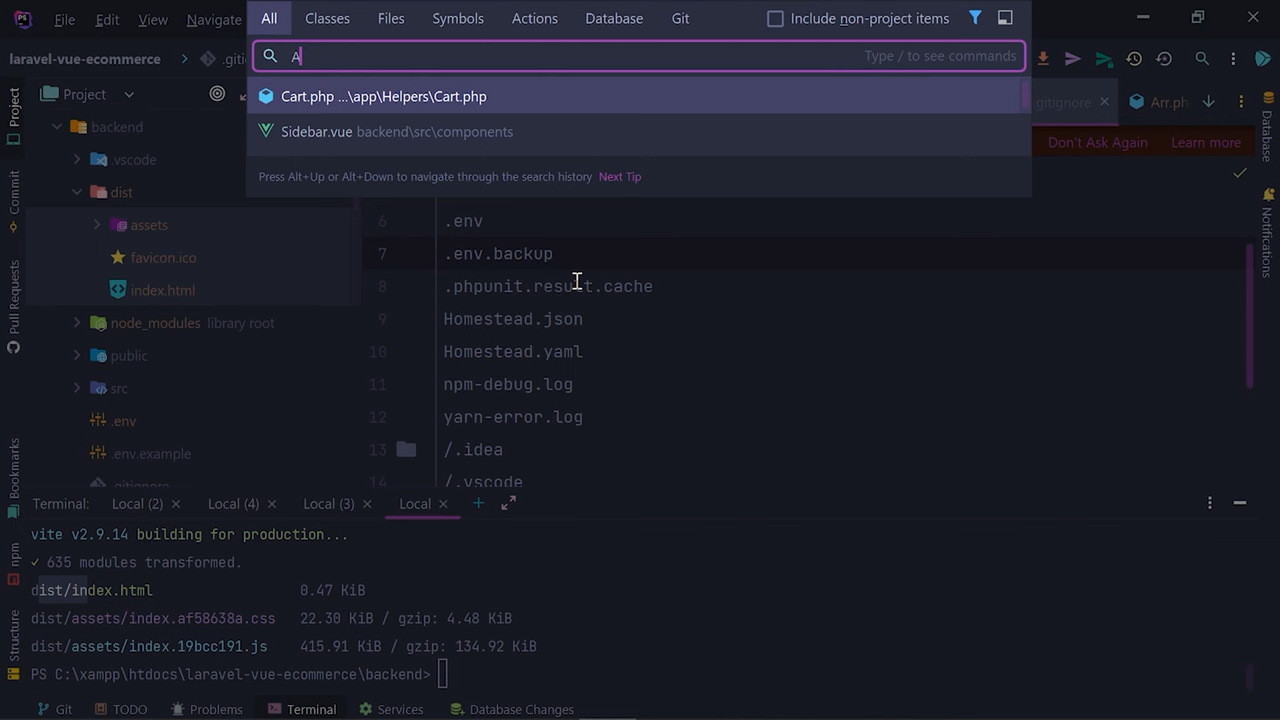 File Edit View Navigate
All Classes Files Symbols Actions Database Git Include non-project items
A Type / to see commands
Cart.php ...\app\Helpers\Cart.php
Sidebar.vue backend\src\components
Press Alt+Up or Alt+Down to navigate through the search history Next Tip
laravel-vue-ecommerce .giti
Project
.gitignore Arr.ph
Don't Ask Again Learn more
backend
.vscode
dist
assets
favicon.ico
index.html
node_modules library root
public
src
.env
.env.example
.gitignore
6 .env
7 .env.backup
8 .phpunit.result.cache
9 Homestead.json
10 Homestead.yaml
11 npm-debug.log
12 yarn-error.log
13 /.idea
14 /.vscode
Project
Commit
Pull Requests
Bookmarks
npm
Structure
Database
Notifications
Terminal: Local (2) Local (4) Local (3) Local
vite v2.9.14 building for production...
✓ 635 modules transformed.
dist/index.html 0.47 KiB
dist/assets/index.af58638a.css 22.30 KiB / gzip: 4.48 KiB
dist/assets/index.19bcc191.js 415.91 KiB / gzip: 134.92 KiB
PS C:\xampp\htdocs\laravel-vue-ecommerce\backend>
Git TODO Problems Terminal Services Database Changes